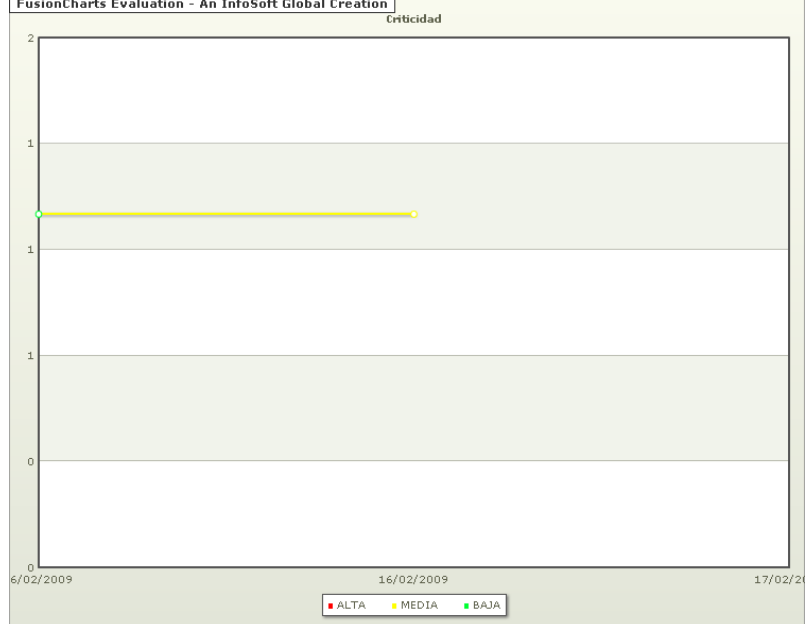 FusionCharts Evaluation - An InfoSoft Global Creation
Criticidad
2
1
1
1
0
0
6/02/2009 16/02/2009 17/02/20
ALTA MEDIA BAJA